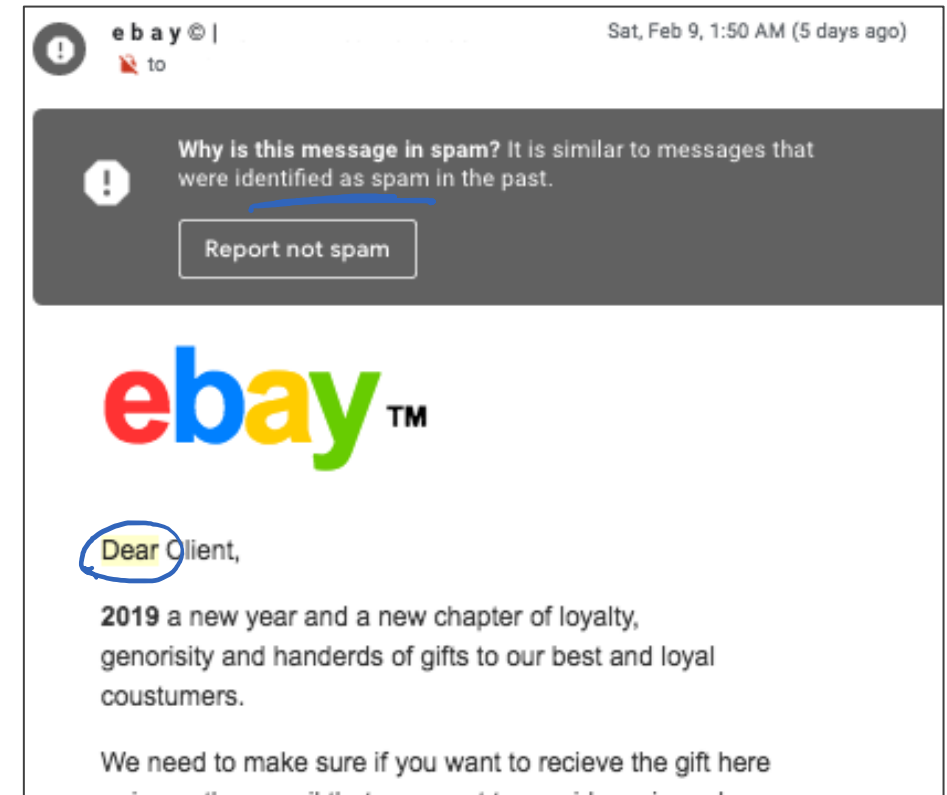 e b a y © |
Sat, Feb 9, 1:50 AM (5 days ago)
to
Why is this message in spam? It is similar to messages that
were identified as spam in the past.
Report not spam
ebay™
Dear Client,
2019 a new year and a new chapter of loyalty,
genorisity and handerds of gifts to our best and loyal
coustumers.
We need to make sure if you want to recieve the gift here